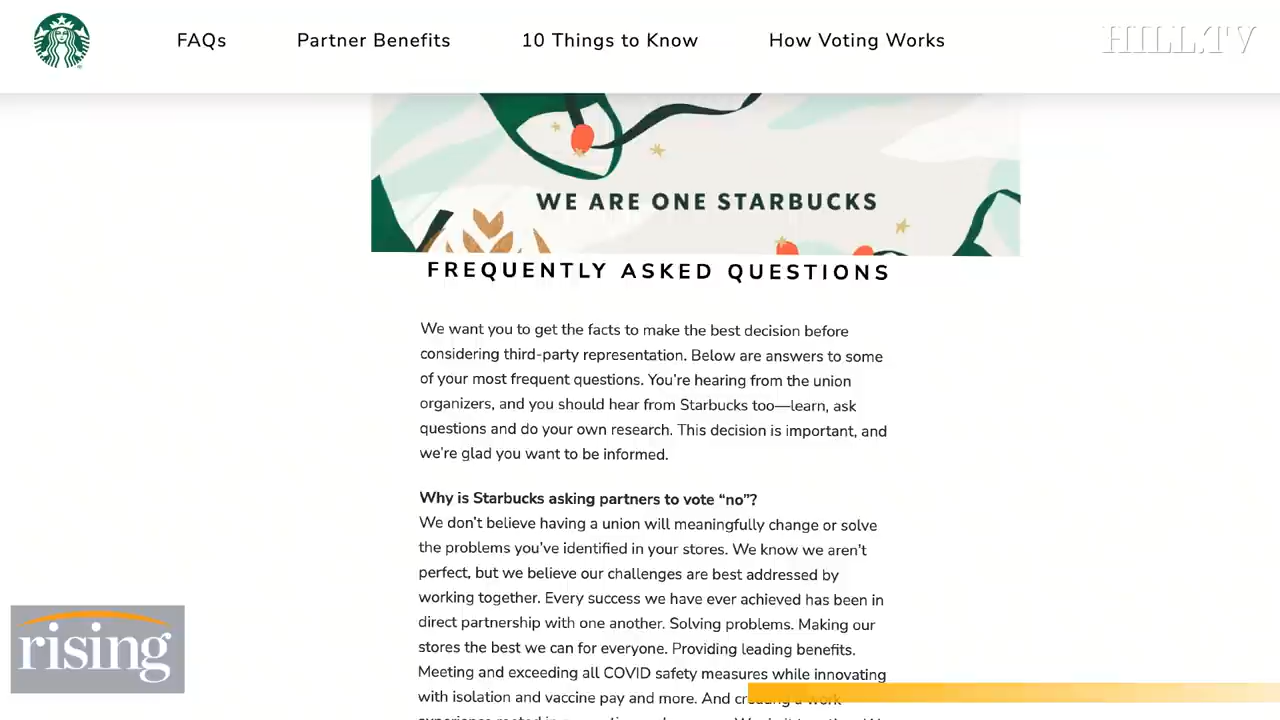 FAQs
Partner Benefits
10 Things to Know
How Voting Works
HILL.TV
WE ARE ONE STARBUCKS
FREQUENTLY ASKED QUESTIONS
We want you to get the facts to make the best decision before
considering third-party representation. Below are answers to some
of your most frequent questions. You’re hearing from the union
organizers, and you should hear from Starbucks too—learn, ask
questions and do your own research. This decision is important, and
we’re glad you want to be informed.
Why is Starbucks asking partners to vote “no”?
We don’t believe having a union will meaningfully change or solve
the problems you’ve identified in your stores. We know we aren’t
perfect, but we believe our challenges are best addressed by
working together. Every success we have ever achieved has been in
direct partnership with one another. Solving problems. Making our
stores the best we can for everyone. Providing leading benefits.
Meeting and exceeding all COVID safety measures while innovating
with isolation and vaccine pay and more. And creating a work
rising